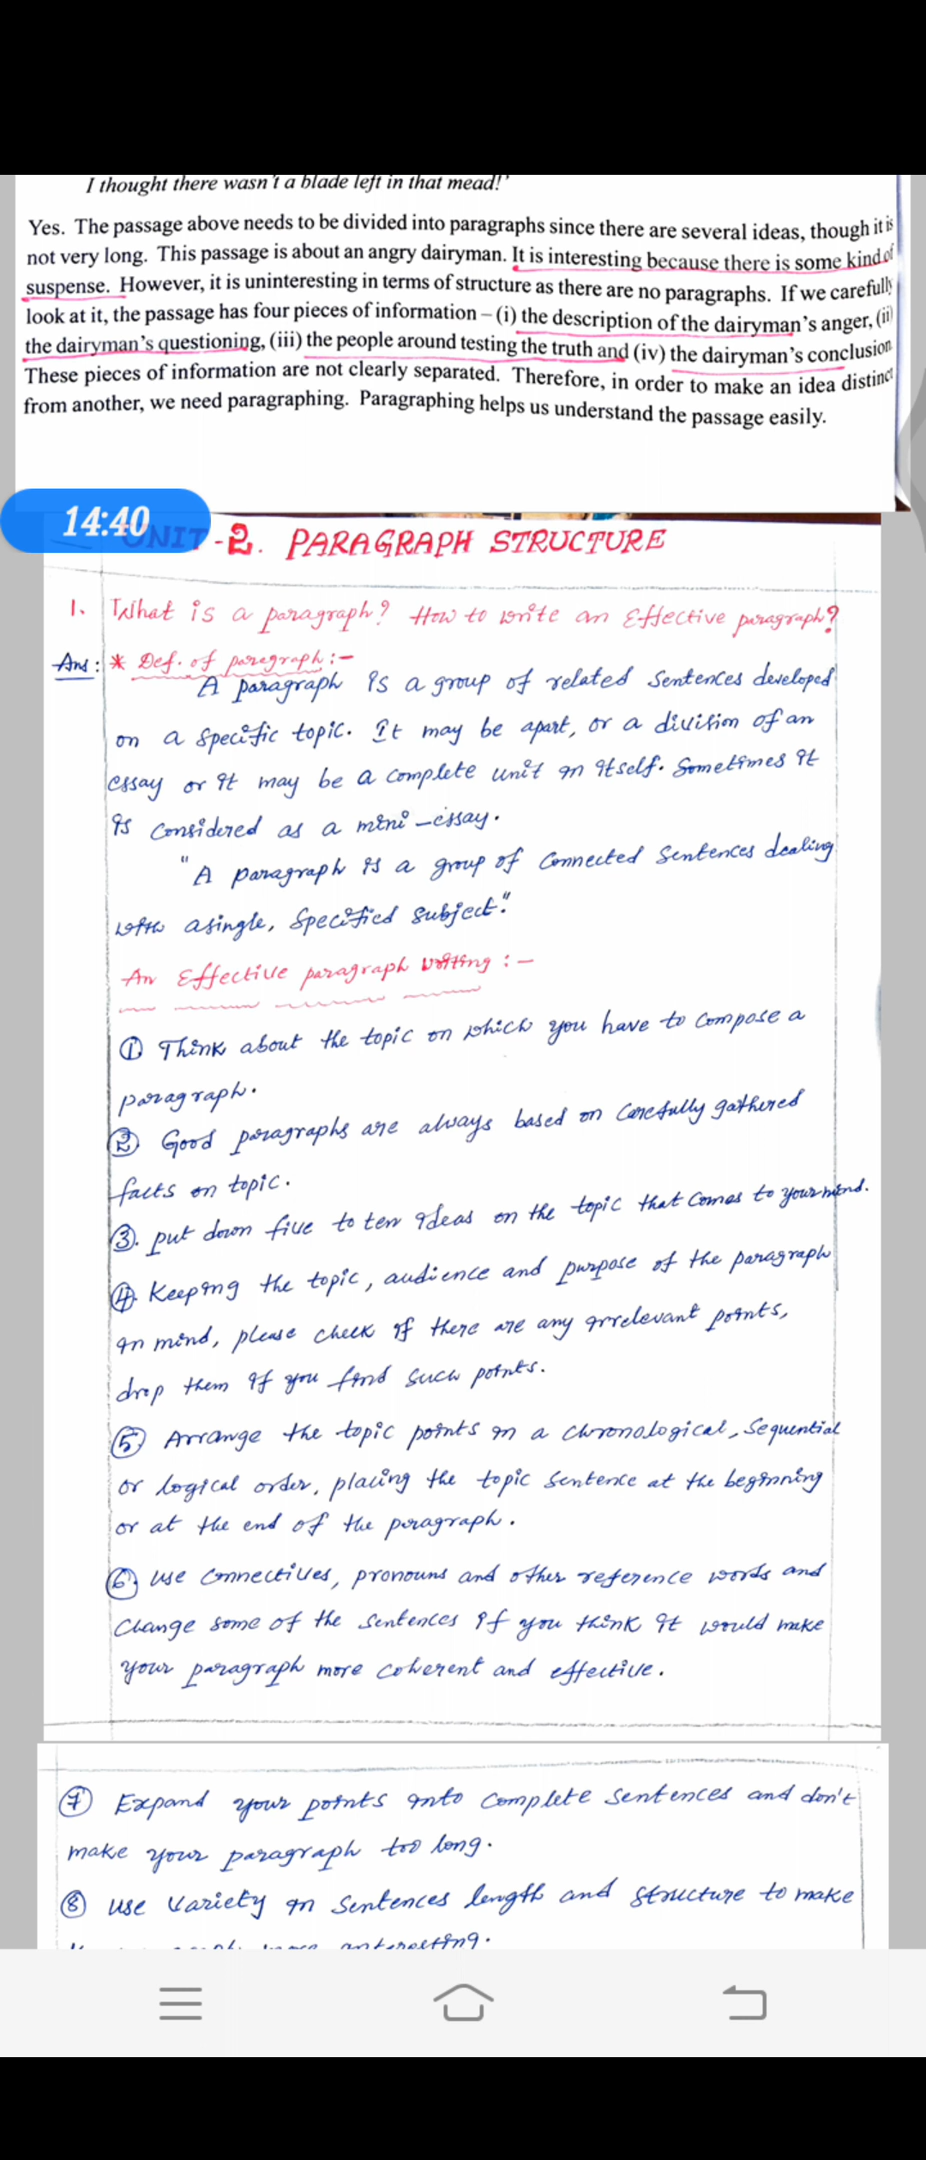 I thought there wasn't a blade left in that mead!'
Yes. The passage above needs to be divided into paragraphs since there are several ideas, though it is
not very long. This passage is about an angry dairyman. It is interesting because there is some kind of
suspense. However, it is uninteresting in terms of structure as there are no paragraphs. If we carefully
look at it, the passage has four pieces of information – (i) the description of the dairyman's anger, (ii)
the dairyman's questioning, (iii) the people around testing the truth and (iv) the dairyman's conclusion
These pieces of information are not clearly separated. Therefore, in order to make an idea distinct
from another, we need paragraphing. Paragraphing helps us understand the passage easily.
14:40
UNIT-2. PARAGRAPH STRUCTURE
1. What is a paragraph? How to write an Effective paragraph?
Ans: * Def. of paregraph:-
A paragraph is a group of related sentences developed
on a specific topic. It may be apart, or a division of an
essay or it may be a complete unit in itself. Sometimes it
is considered as a mini-essay.
"A paragraph is a group of Connected sentences dealing
with asingle, Specified subject."
An Effective paragraph writing :-
① Think about the topic on which you have to compose a
paragraph.
② Good paragraphs are always based on carefully gathered
facts on topic.
③. put down five to ten ideas on the topic that comes to your mind.
④. Keeping the topic, audience and purpose of the paragraph
in mind, please check if there are any irrelevant points,
drop them if you find such points.
⑤ Arrange the topic points in a chronological, sequential
or logical order, placing the topic sentence at the beginning
or at the end of the paragraph.
⑥. use connectives, pronouns and other reference words and
change some of the sentences if you think it would make
your paragraph more coherent and effective.
⑦ Expand your points into complete sentences and don't
make your paragraph too long.
⑧ use variety in sentences length and structure to make
more interesting.